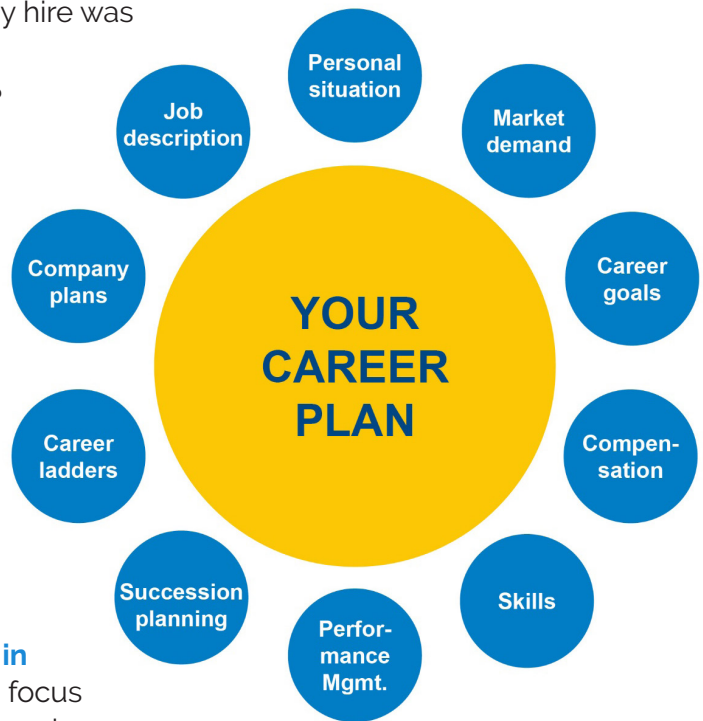 y hire was
Personal
situation
Market
demand
Career
goals
Compen-
sation
Skills
Perfor-
mance
Mgmt.
Succession
planning
Career
ladders
Company
plans
Job
description
YOUR
CAREER
PLAN
in
focus